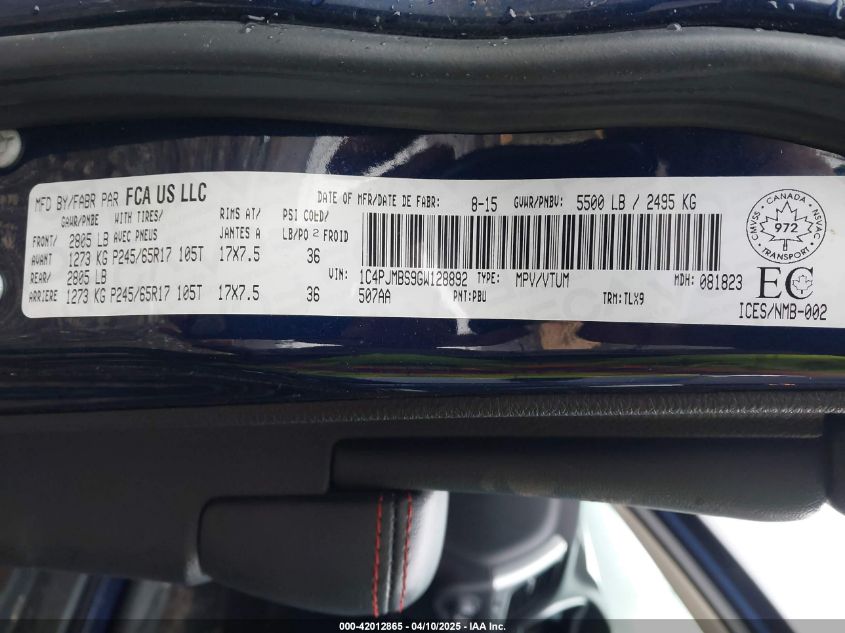 MFD BY/FABR PAR FCA US LLC
DATE OF MFR/DATE DE FABR: 8-15 GVWR/PNBV: 5500 LB / 2495 KG
GAWR/PNBE WITH TIRES/ RIMS AT/ PSI COLD/
FRONT/ 2805 LB AVEC PNEUS JANTES A LB/PO2 FROID
AVANT 1273 KG P245/65R17 105T 17X7.5 36
REAR/ 2805 LB
ARRIERE 1273 KG P245/65R17 105T 17X7.5 36
VIN: 1C4PJMBS9GW128892 TYPE: MPV/VTUM MDH: 081823
507AA PNT:PBU TRM:TLX9
CANADA
CMVSS 972 NSVAC
TRANSPORT
EC
ICES/NMB-002
000-42012865 - 04/10/2025 - IAA Inc.